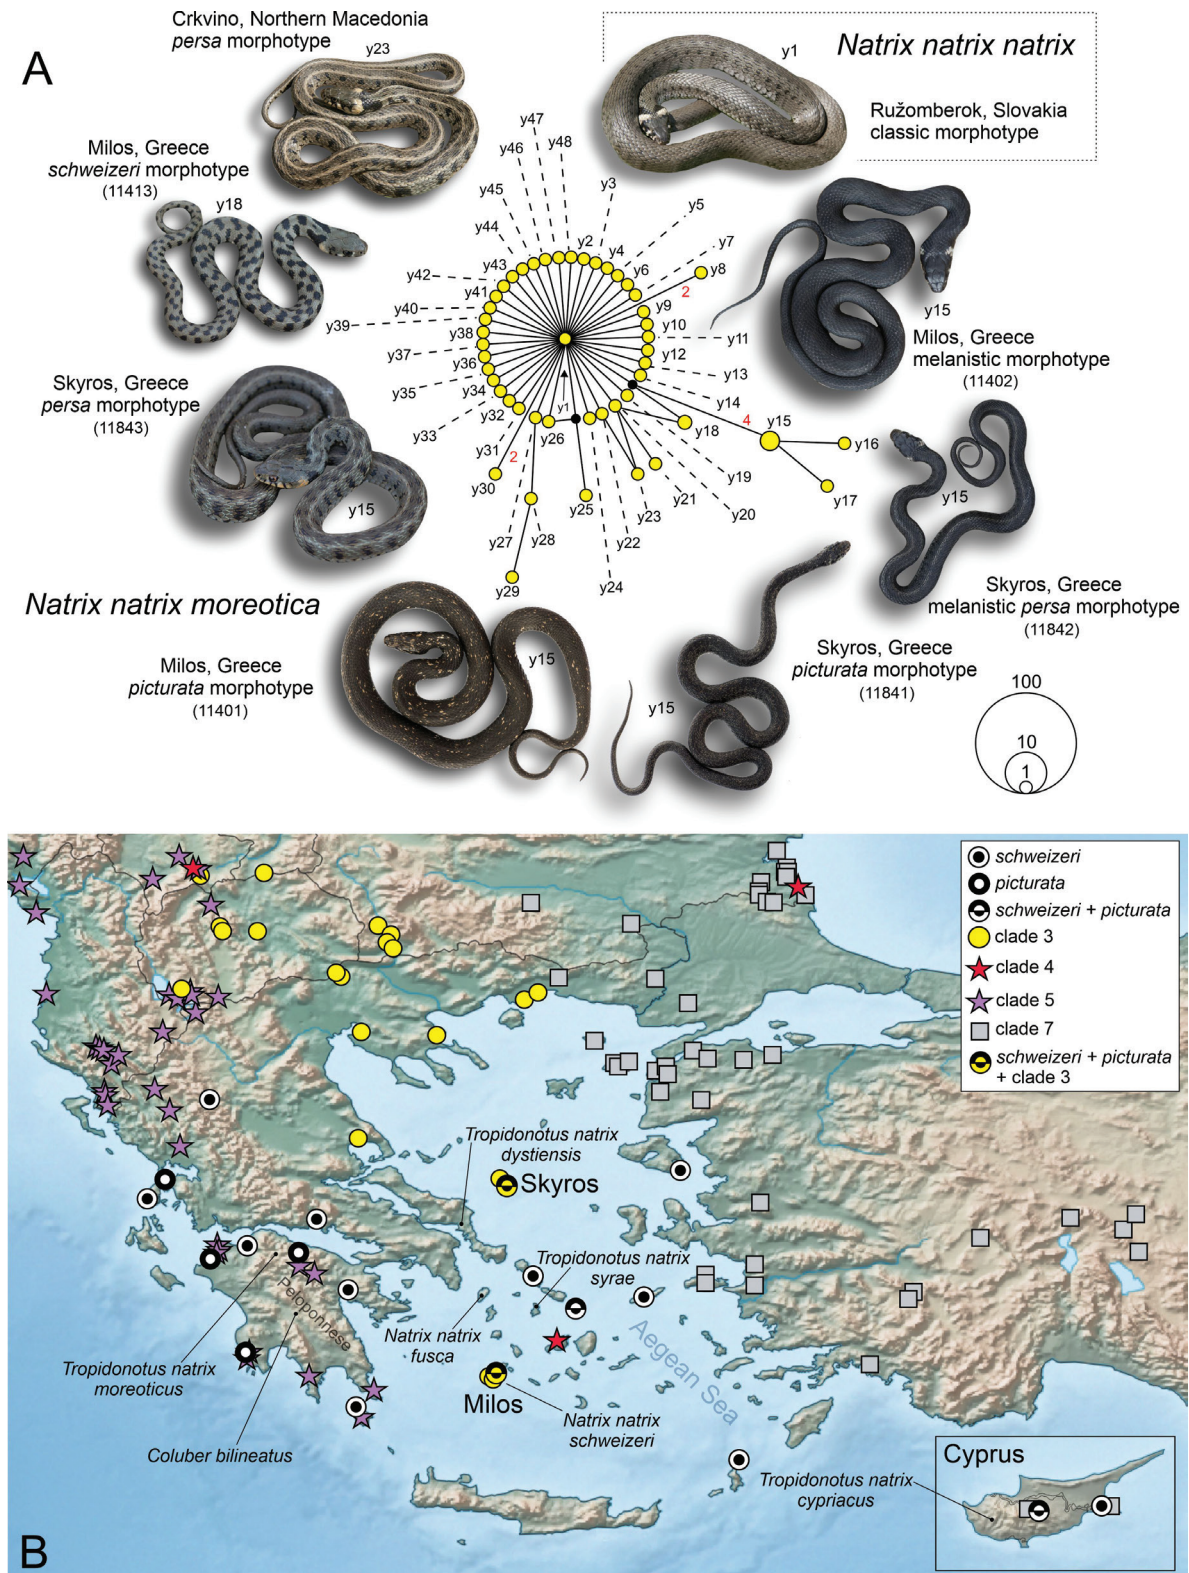 A
Crkvino, Northern Macedonia
persa morphotype
y23
Natrix natrix natrix
y1
Ružomberok, Slovakia
classic morphotype
Milos, Greece
schweizeri morphotype
(11413)
y18
y15
Milos, Greece
melanistic morphotype
(11402)
Skyros, Greece
persa morphotype
(11843)
y15
y15
Skyros, Greece
melanistic persa morphotype
(11842)
Natrix natrix moreotica
Milos, Greece
picturata morphotype
(11401)
y15
y15
Skyros, Greece
picturata morphotype
(11841)
y47
y46
y48
y45
y3
y44
y5
y43
y2
y4
y7
y42
y6
y8
2
y41
y9
y40
y10
y39
y11
y38
y12
y37
y13
y36
y14
y35
y1
4
y15
y34
y16
y32
y26
y18
y33
y17
y31
2
y19
y30
y25
y21
y23
y20
y27
y28
y22
y29
y24
100
10
1
schweizeri
picturata
schweizeri + picturata
clade 3
clade 4
clade 5
clade 7
schweizeri + picturata
+ clade 3
Tropidonotus natrix
dystiensis
Skyros
Tropidonotus natrix
syrae
Peloponnese
Natrix natrix
fusca
Aegean Sea
Tropidonotus natrix
moreoticus
Milos
Natrix natrix
schweizeri
Coluber bilineatus
Cyprus
Tropidonotus natrix
cypriacus
B